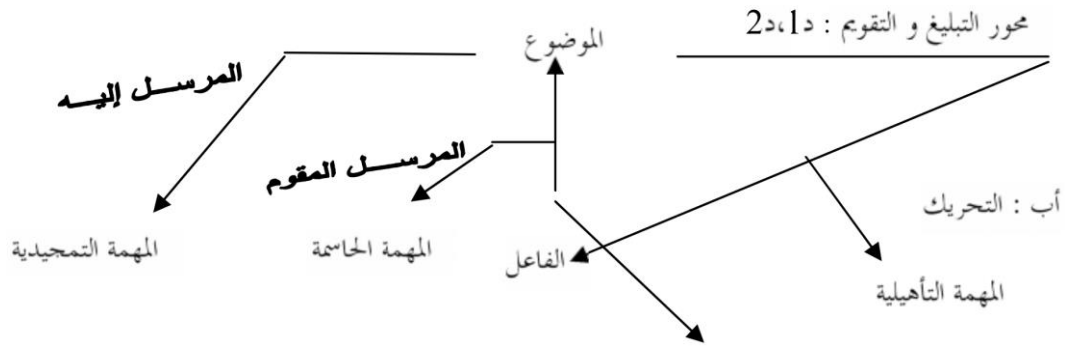 محور التبليغ و التقويم : د1،د2
الموضوع
المرسل إليه
المرسل المقوم
أب : التحريك
المهمة التمجيدية
المهمة الحاسمة
الفاعل
المهمة التأهيلية